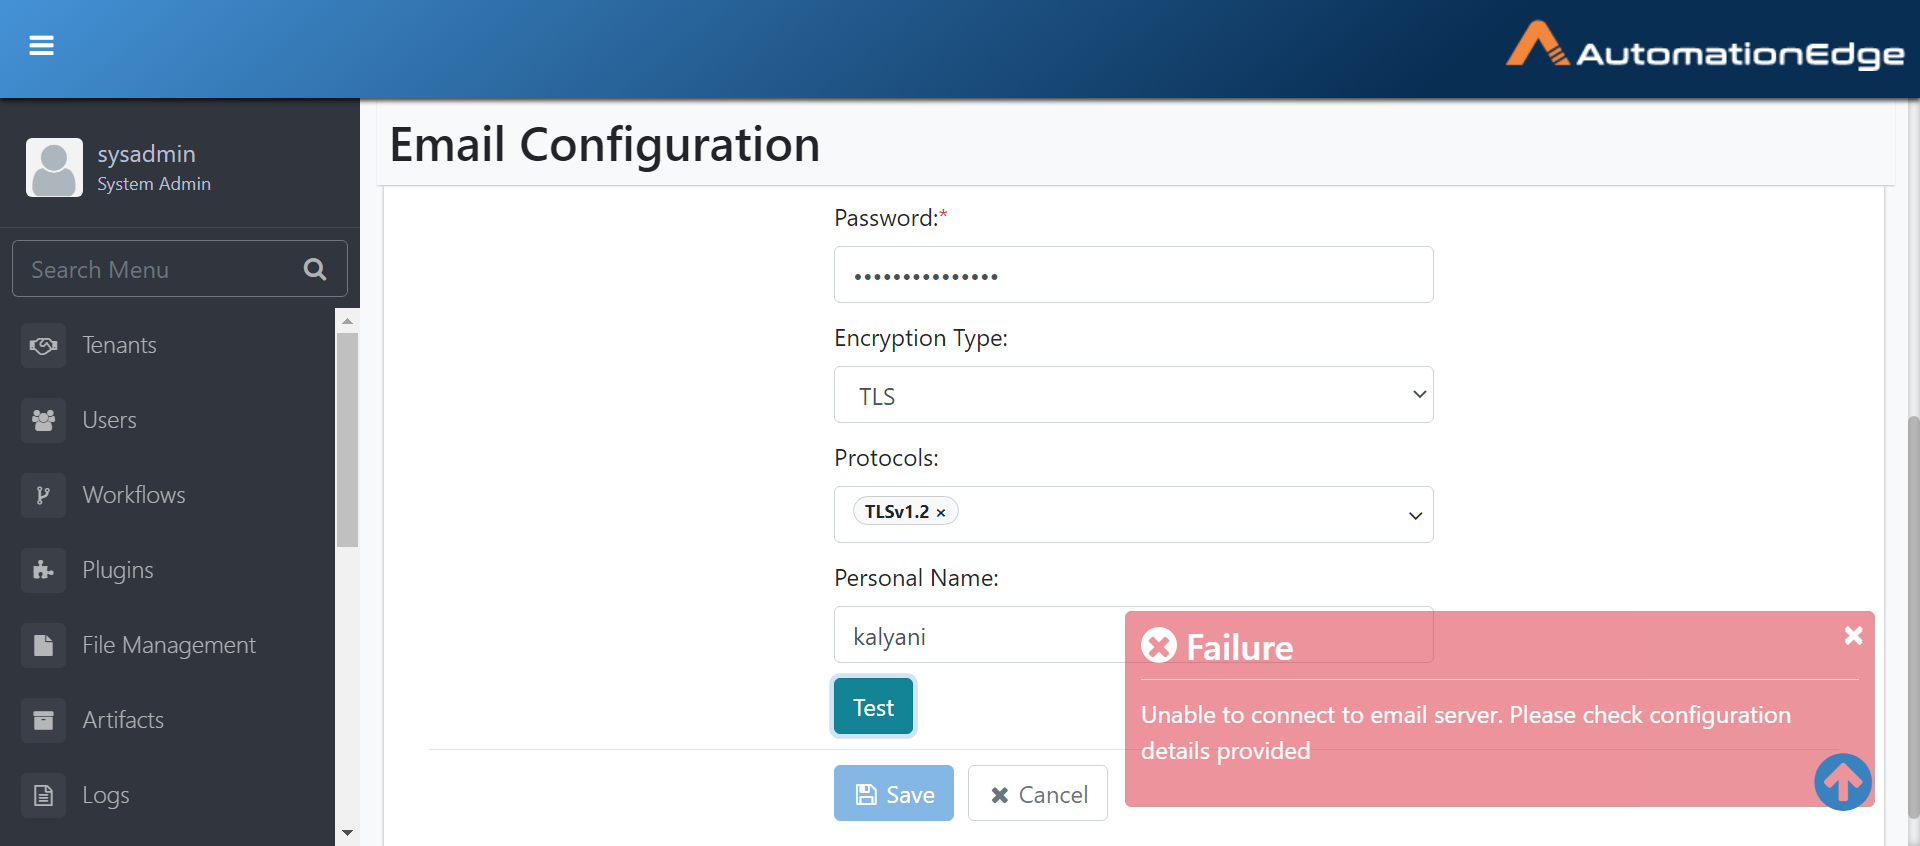 AutomationEdge
sysadmin
System Admin
Search Menu
Tenants
Users
Workflows
Plugins
File Management
Artifacts
Logs
Email Configuration
Password:*
Encryption Type:
TLS
Protocols:
TLSv1.2 ×
Personal Name:
kalyani
Test
Save
Cancel
Failure
Unable to connect to email server. Please check configuration
details provided